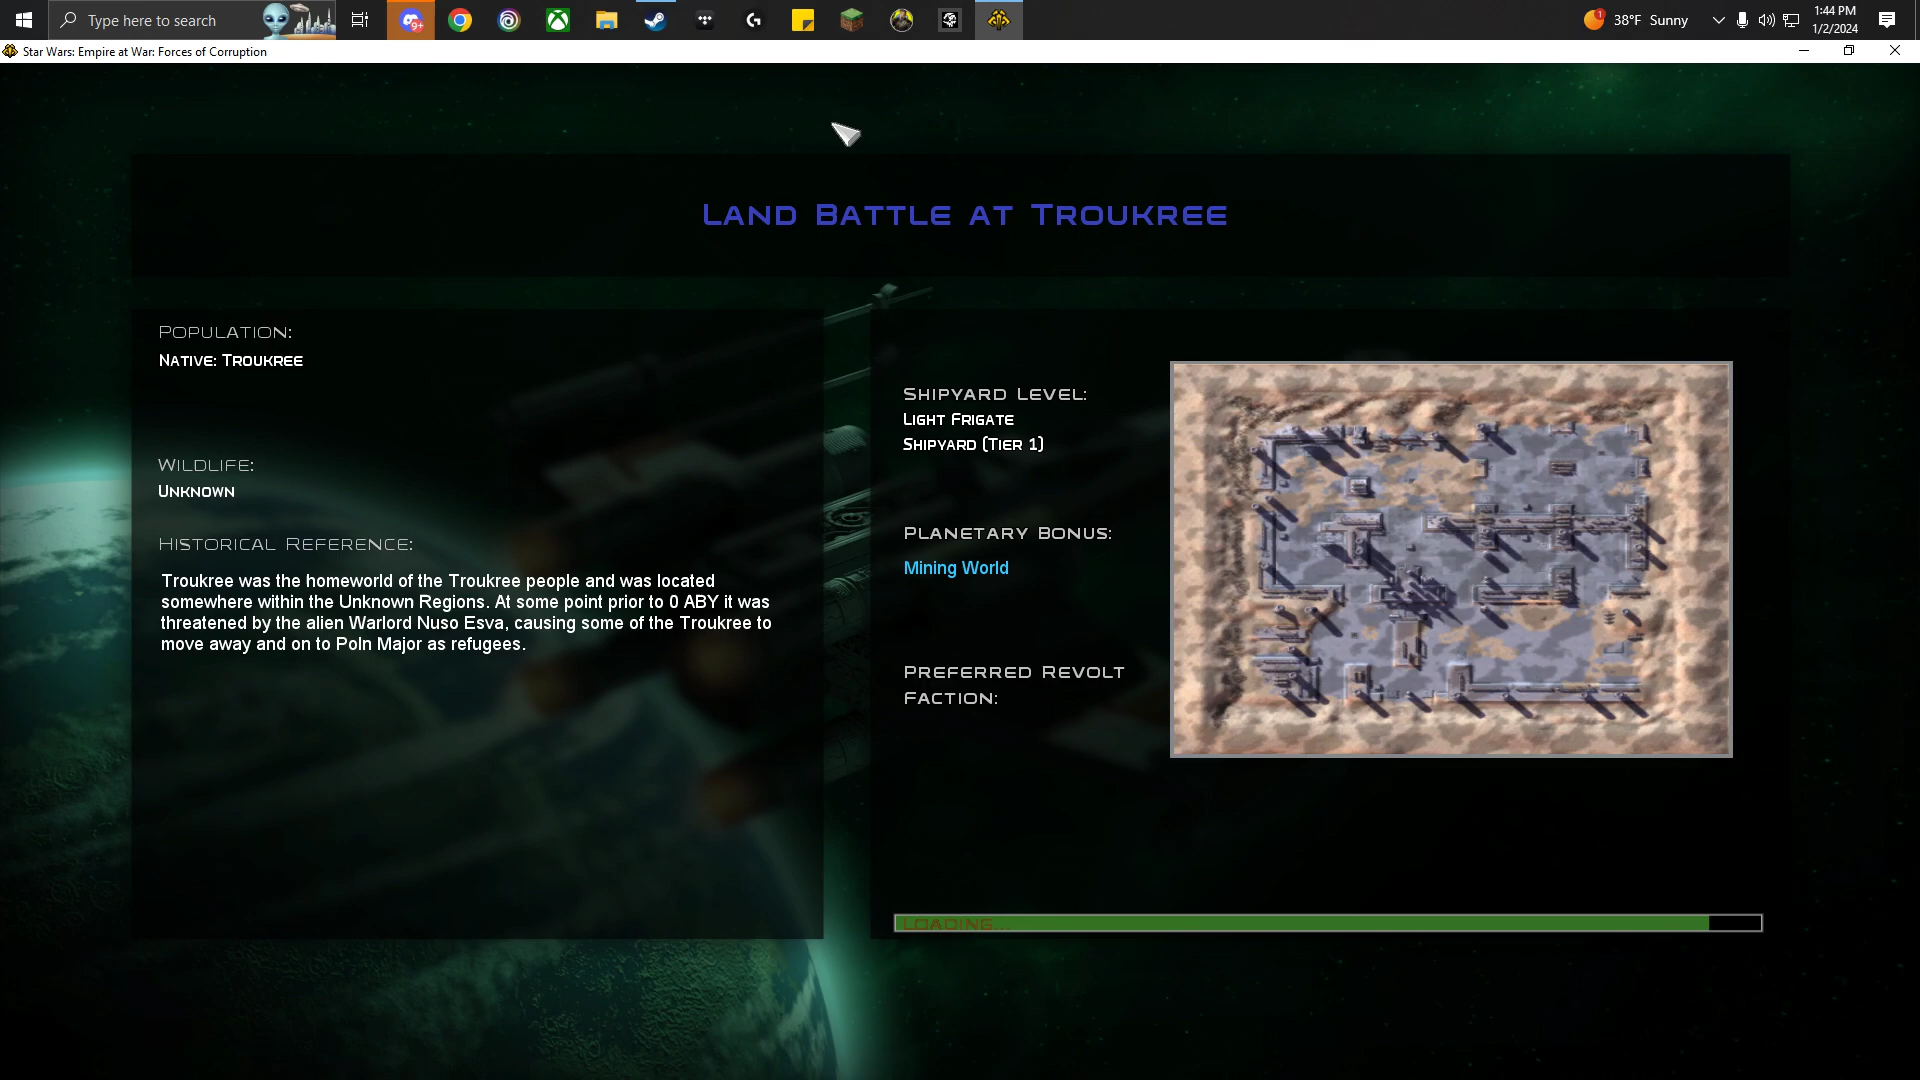 Type here to search
9+
1
38°F Sunny
1:44 PM
1/2/2024
Star Wars: Empire at War: Forces of Corruption
Land Battle at Troukree
Population:
Native: Troukree
Wildlife:
Unknown
Historical Reference:
Troukree was the homeworld of the Troukree people and was located
somewhere within the Unknown Regions. At some point prior to 0 ABY it was
threatened by the alien Warlord Nuso Esva, causing some of the Troukree to
move away and on to Poln Major as refugees.
Shipyard Level:
Light Frigate
Shipyard (Tier 1)
Planetary Bonus:
Mining World
Preferred Revolt
Faction:
Loading...